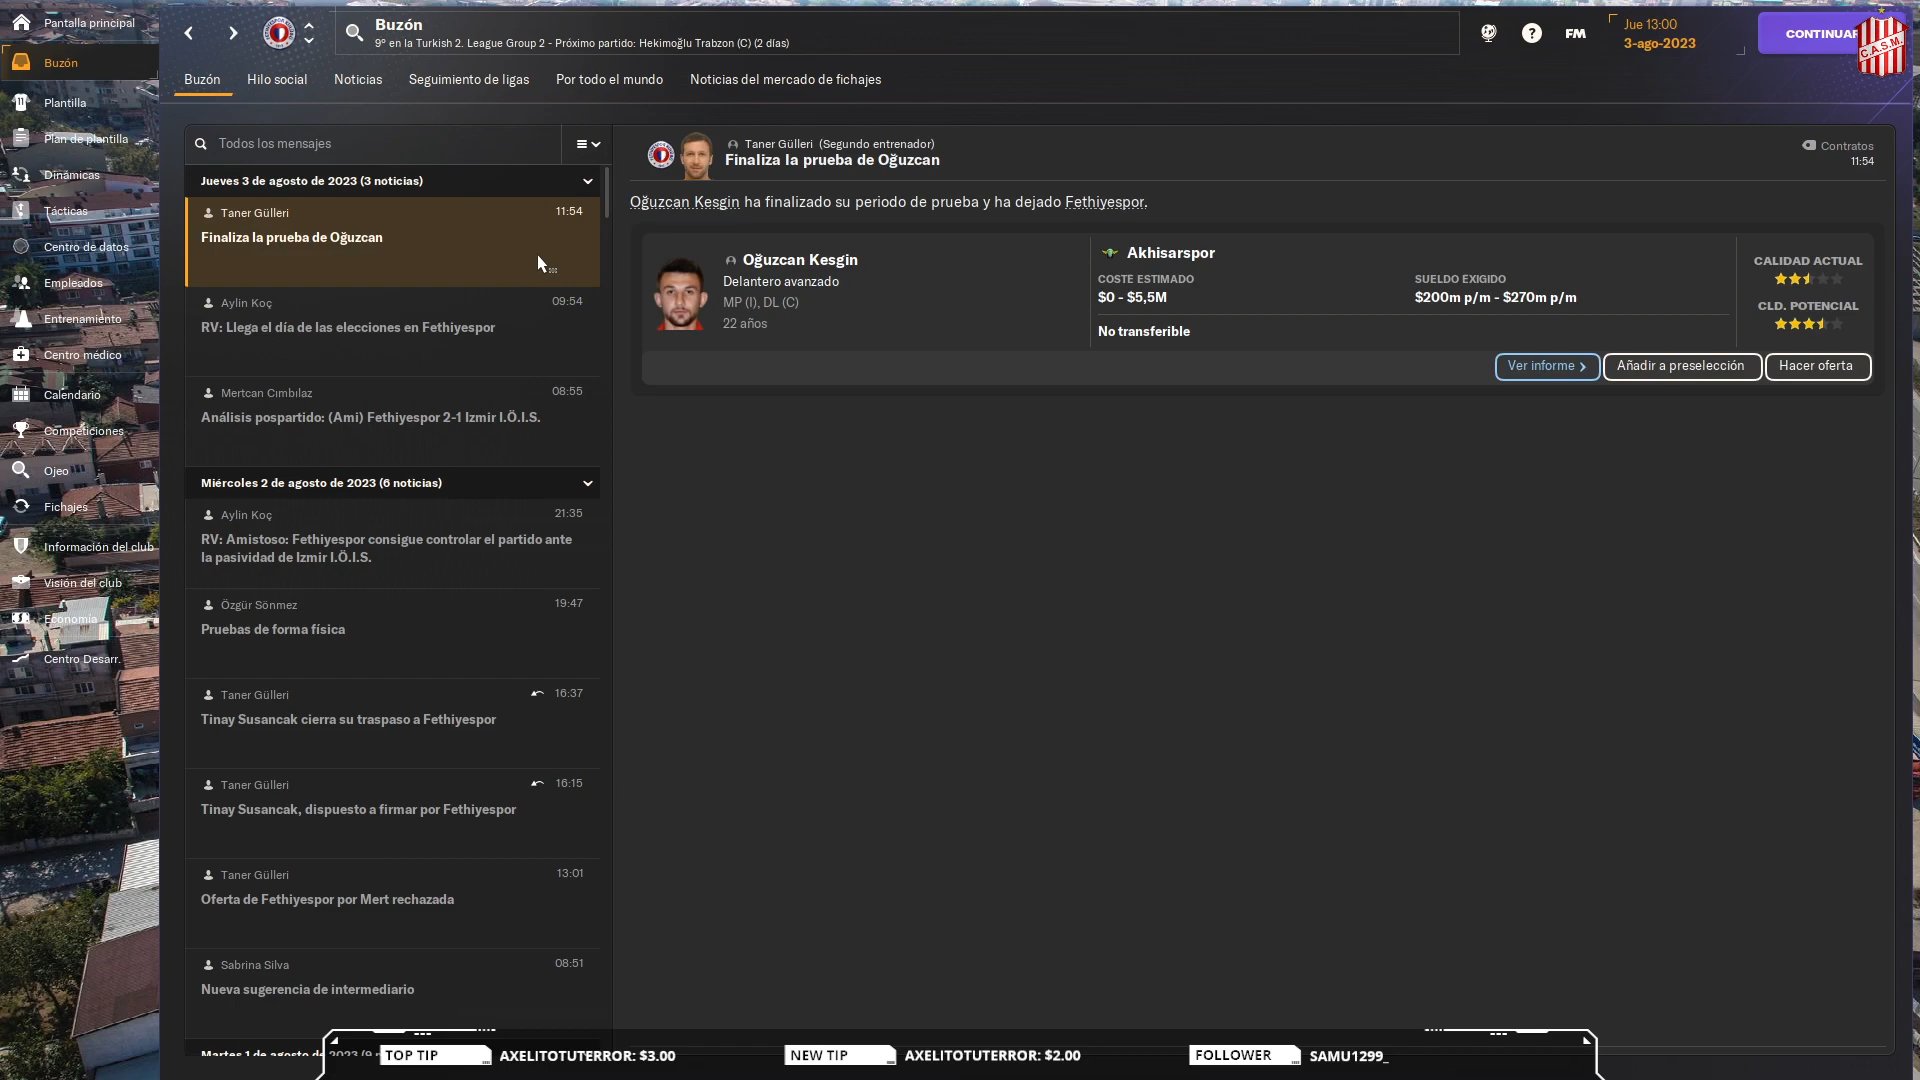 Pantalla principal
Buzón
Plantilla
Plan de plantilla
Dinámicas
Tácticas
Centro de datos
Empleados
Entrenamiento
Centro médico
Calendario
Competiciones
Ojeo
Fichajes
Información del club
Visión del club
Economía
Centro Desarr.
Buzón
9º en la Turkish 2. League Group 2 - Próximo partido: Hekimoğlu Trabzon (C) (2 días)
FM
Jue 13:00
3-ago-2023
CONTINUAR
C.A.S.M.
Buzón
Hilo social
Noticias
Seguimiento de ligas
Por todo el mundo
Noticias del mercado de fichajes
Todos los mensajes
Jueves 3 de agosto de 2023 (3 noticias)
Taner Gülleri 11:54
Finaliza la prueba de Oğuzcan
Aylin Koç 09:54
RV: Llega el día de las elecciones en Fethiyespor
Mertcan Cımbılaz 08:55
Análisis pospartido: (Ami) Fethiyespor 2-1 Izmir I.Ö.I.S.
Miércoles 2 de agosto de 2023 (6 noticias)
Aylin Koç 21:35
RV: Amistoso: Fethiyespor consigue controlar el partido ante
la pasividad de Izmir I.Ö.I.S.
Özgür Sönmez 19:47
Pruebas de forma física
Taner Gülleri 16:37
Tinay Susancak cierra su traspaso a Fethiyespor
Taner Gülleri 16:15
Tinay Susancak, dispuesto a firmar por Fethiyespor
Taner Gülleri 13:01
Oferta de Fethiyespor por Mert rechazada
Sabrina Silva 08:51
Nueva sugerencia de intermediario
Martes 1 de agosto de 2023 (9
Taner Gülleri (Segundo entrenador)
Finaliza la prueba de Oğuzcan
Contratos
11:54
Oğuzcan Kesgin ha finalizado su periodo de prueba y ha dejado Fethiyespor.
Oğuzcan Kesgin
Delantero avanzado
MP (I), DL (C)
22 años
Akhisarspor
COSTE ESTIMADO
$0 - $5,5M
SUELDO EXIGIDO
$200m p/m - $270m p/m
No transferible
CALIDAD ACTUAL
CLD. POTENCIAL
Ver informe
Añadir a preselección
Hacer oferta
TOP TIP
AXELITOTUTERROR: $3.00
NEW TIP
AXELITOTUTERROR: $2.00
FOLLOWER
SAMU1299_